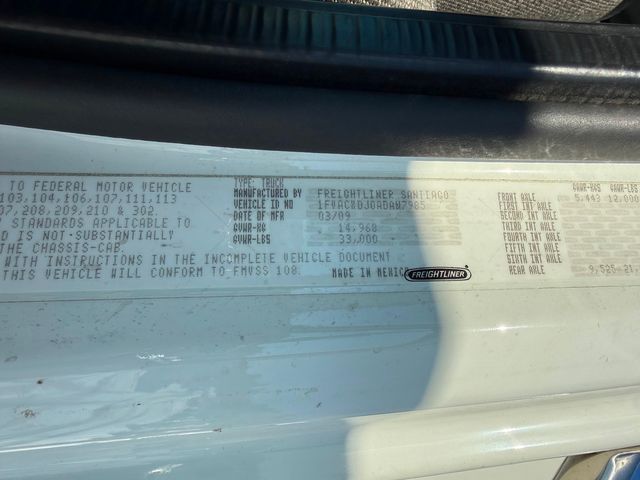 TO FEDERAL MOTOR VEHICLE
103,104,106,107,111,113
07,208,209,210 & 302.
STANDARDS APPLICABLE TO
D IS NOT SUBSTANTIALLY
THE CHASSIS-CAB.
WITH INSTRUCTIONS IN THE INCOMPLETE VEHICLE DOCUMENT
THIS VEHICLE WILL CONFORM TO FMVSS 108.
TYPE: TRUCK
MANUFACTURED BY FREIGHTLINER SANTIAGO
VEHICLE ID NO
DATE OF MFR 03/09
GVWR-KG 14,968
GVWR-LBS 33,000
MADE IN MEXICO FREIGHTLINER
GAWR-KGS GAWR-LBS
FRONT AXLE 5,443 12,000
FIRST INT AXLE
SECOND INT AXLE
THIRD INT AXLE
FOURTH INT AXLE
FIFTH INT AXLE
SIXTH INT AXLE
REAR AXLE 9,525 21,